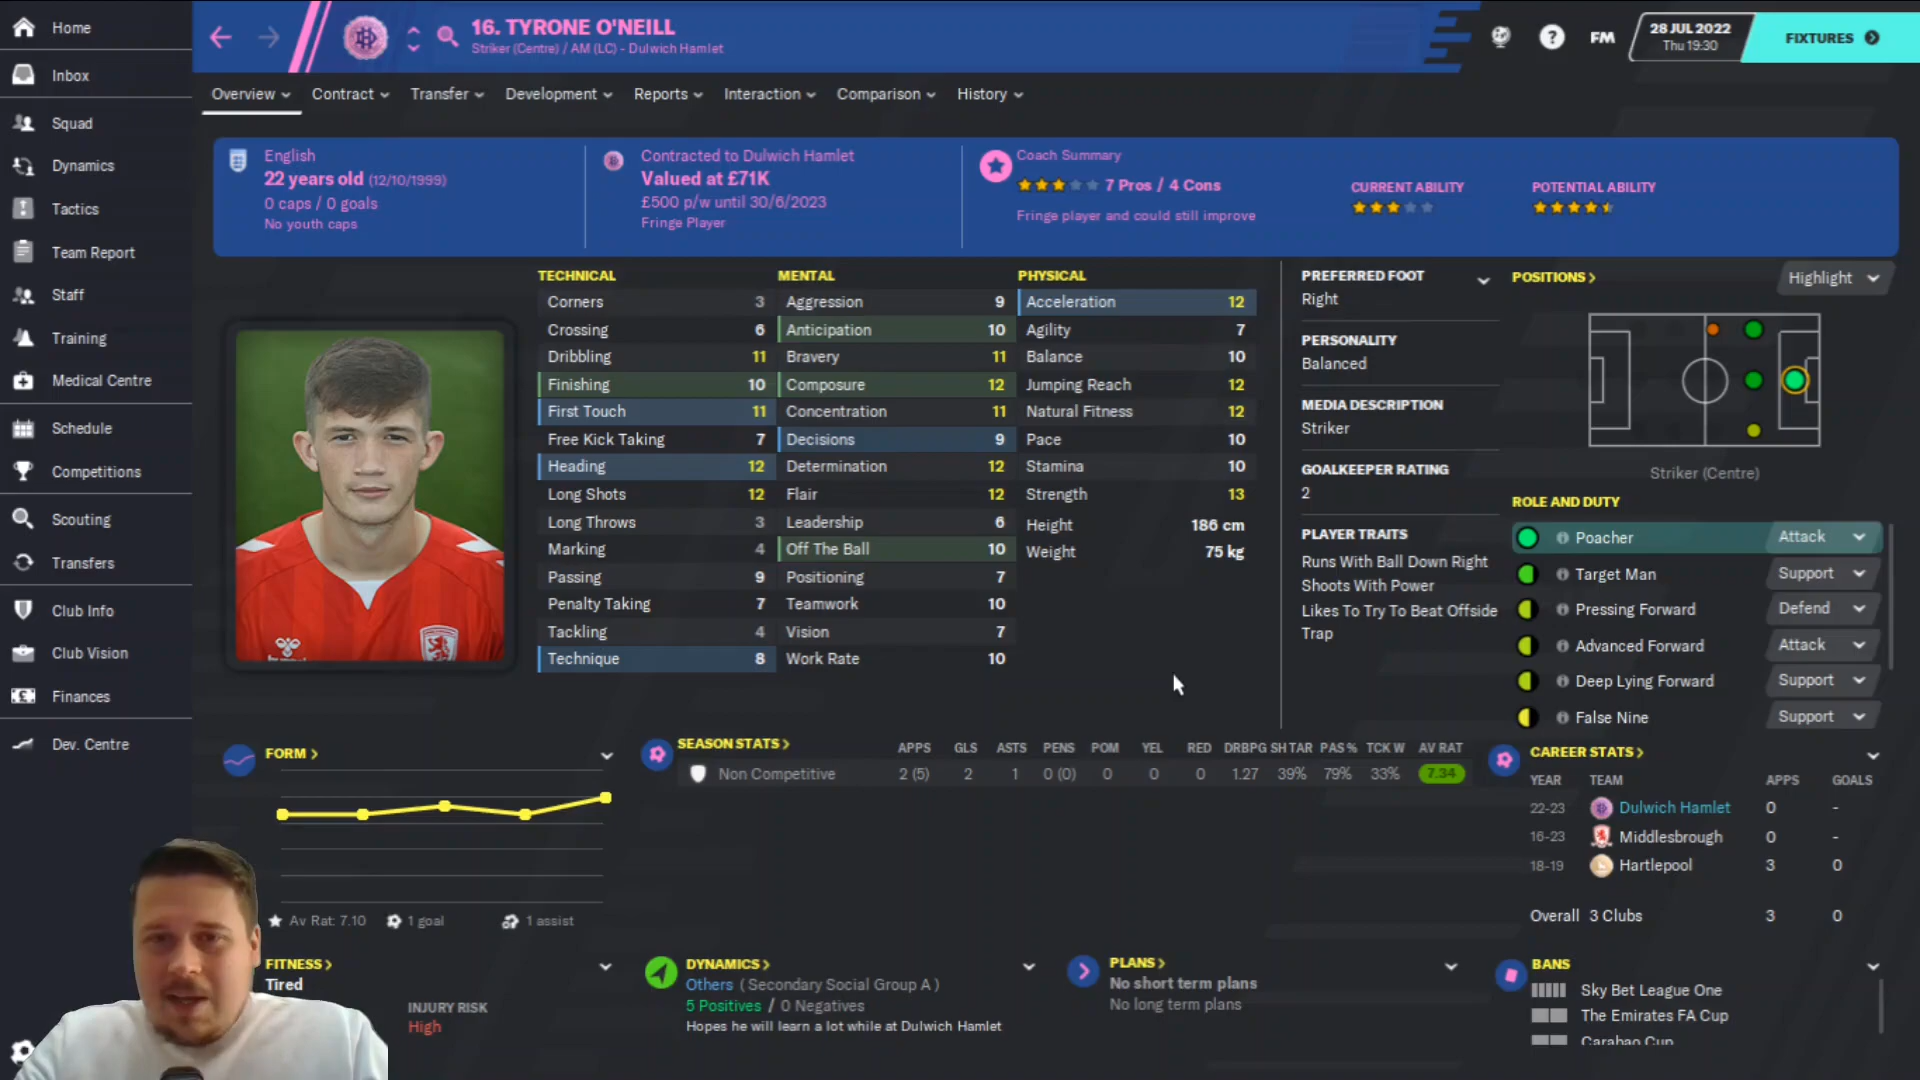 Home
Inbox
Squad
Dynamics
Tactics
Team Report
Staff
Training
Medical Centre
Schedule
Competitions
Scouting
Transfers
Club Info
Club Vision
Finances
Dev. Centre
16. TYRONE O'NEILL
Striker (Centre) / AM (LC) - Dulwich Hamlet
FM
28 JUL 2022
Thu 19:30
FIXTURES
Overview Contract Transfer Development Reports Interaction Comparison History
English
22 years old (12/10/1999)
0 caps / 0 goals
No youth caps
Contracted to Dulwich Hamlet
Valued at £71K
£500 p/w until 30/6/2023
Fringe Player
Coach Summary
7 Pros / 4 Cons
Fringe player and could still improve
CURRENT ABILITY
POTENTIAL ABILITY
TECHNICAL
Corners 3
Crossing 6
Dribbling 11
Finishing 10
First Touch 11
Free Kick Taking 7
Heading 12
Long Shots 12
Long Throws 3
Marking 4
Passing 9
Penalty Taking 7
Tackling 4
Technique 8
MENTAL
Aggression 9
Anticipation 10
Bravery 11
Composure 12
Concentration 11
Decisions 9
Determination 12
Flair 12
Leadership 6
Off The Ball 10
Positioning 7
Teamwork 10
Vision 7
Work Rate 10
PHYSICAL
Acceleration 12
Agility 7
Balance 10
Jumping Reach 12
Natural Fitness 12
Pace 10
Stamina 10
Strength 13
Height 186 cm
Weight 75 kg
PREFERRED FOOT
Right
PERSONALITY
Balanced
MEDIA DESCRIPTION
Striker
GOALKEEPER RATING
2
PLAYER TRAITS
Runs With Ball Down Right
Shoots With Power
Likes To Try To Beat Offside
Trap
POSITIONS
Highlight
Striker (Centre)
ROLE AND DUTY
Poacher Attack
Target Man Support
Pressing Forward Defend
Advanced Forward Attack
Deep Lying Forward Support
False Nine Support
FORM
Av Rat: 7.10 1 goal 1 assist
SEASON STATS APPS GLS ASTS PENS POM YEL RED DRBPG SH TAR PAS % TCK W AV RAT
Non Competitive 2 (5) 2 1 0 (0) 0 0 0 1.27 39% 79% 33% 7.34
CAREER STATS
YEAR TEAM APPS GOALS
22-23 Dulwich Hamlet 0 -
16-23 Middlesbrough 0 -
18-19 Hartlepool 3 0
Overall 3 Clubs 3 0
FITNESS
Tired
INJURY RISK
High
DYNAMICS
Others ( Secondary Social Group A )
5 Positives / 0 Negatives
Hopes he will learn a lot while at Dulwich Hamlet
PLANS
No short term plans
No long term plans
BANS
Sky Bet League One
The Emirates FA Cup
Carabao Cup